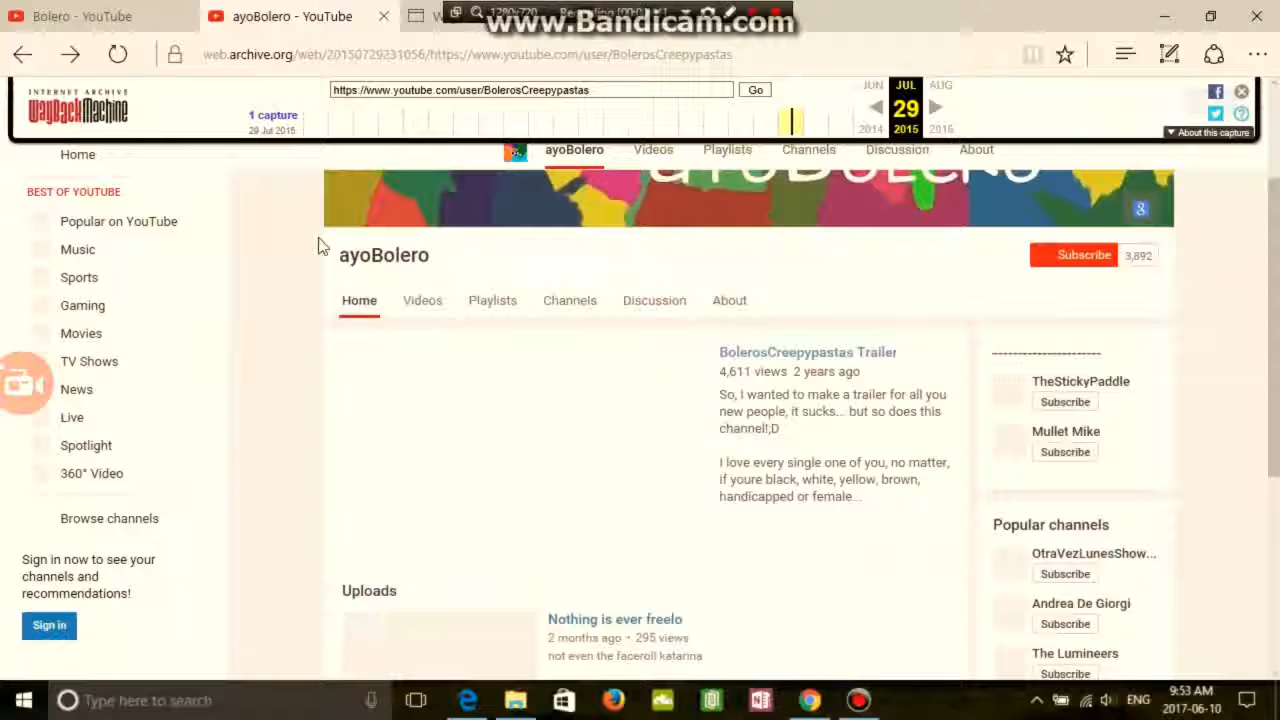 Bolero - YouTube
ayoBolero - YouTube
1280x720
www.Bandicam.com
web.archive.org/web/20150729231056/https://www.youtube.com/user/BolerosCreepypastas
INTERNET ARCHIVE
WayBackMachine
https://www.youtube.com/user/BolerosCreepypastas
Go
JUN
JUL
AUG
1 capture
29 Jul 2015
29
2014
2015
2016
About this capture
Home
ayoBolero
Videos
Playlists
Channels
Discussion
About
BEST OF YOUTUBE
Popular on YouTube
Music
Sports
Gaming
Movies
TV Shows
News
Live
Spotlight
360° Video
Browse channels
Sign in now to see your
channels and
recommendations!
Sign in
ayoBolero
ayoBolero
Subscribe
3,892
Home
Videos
Playlists
Channels
Discussion
About
BolerosCreepypastas Trailer
4,611 views 2 years ago
So, I wanted to make a trailer for all you
new people, it sucks... but so does this
channel!;D
I love every single one of you, no matter,
if youre black, white, yellow, brown,
handicapped or female...
Uploads
Nothing is ever freelo
2 months ago • 295 views
not even the faceroll katarina
----------------------
TheStickyPaddle
Subscribe
Mullet Mike
Subscribe
Popular channels
OtraVezLunesShow...
Subscribe
Andrea De Giorgi
Subscribe
The Lumineers
Subscribe
Type here to search
ENG
9:53 AM
2017-06-10